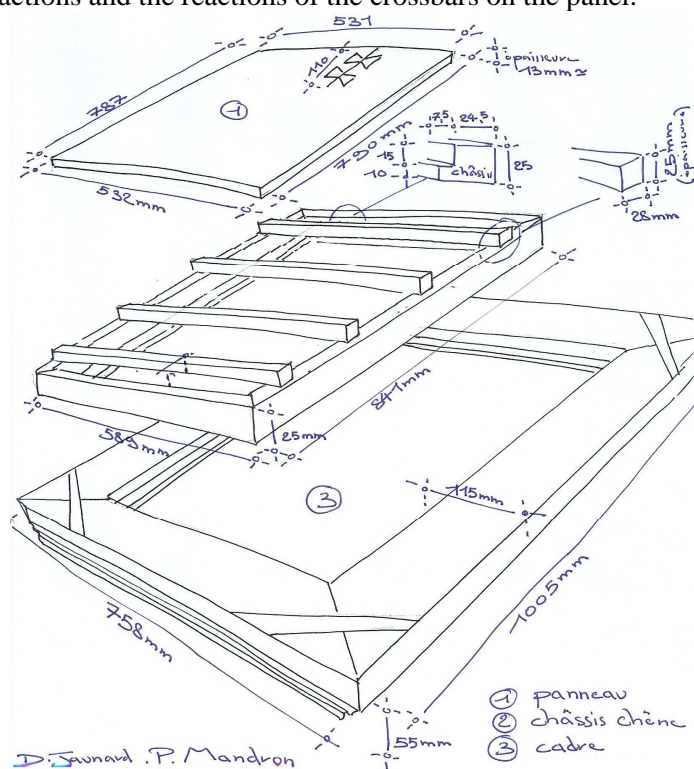 actions and the reactions of the crossbars on the panel.
531
110
épaisseur
13mm ≈
787
①
790mm
532mm
7,5 24,5
15
10
châssis
25
25mm
(épaisseur)
28mm
841mm
589mm
25mm
③
115mm
758mm
1005mm
55mm
① panneau
② châssis chêne
③ cadre
D. Jaunard . P. Mandron